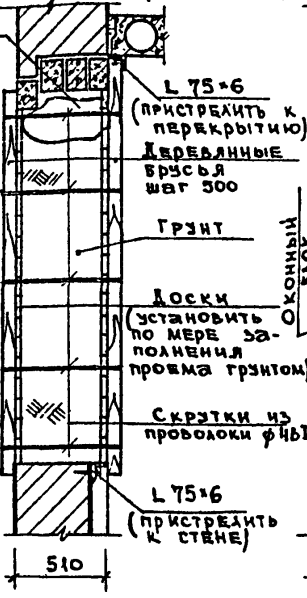 L 75×6
(ПРИСТРЕЛИТЬ К
ПЕРЕКРЫТИЮ)
ДЕРЕВЯННЫЕ
БРУСЬЯ
ШАГ 500
ГРУНТ
ОКОННЫЙ
ДОСКИ
(УСТАНОВИТЬ
ПО МЕРЕ ЗА-
ПОЛНЕНИЯ
ПРОЕМА ГРУНТОМ)
СКРУТКИ ИЗ
ПРОВОЛОКИ ф4ВI
L 75×6
(ПРИСТРЕЛИТЬ
К СТЕНЕ)
510